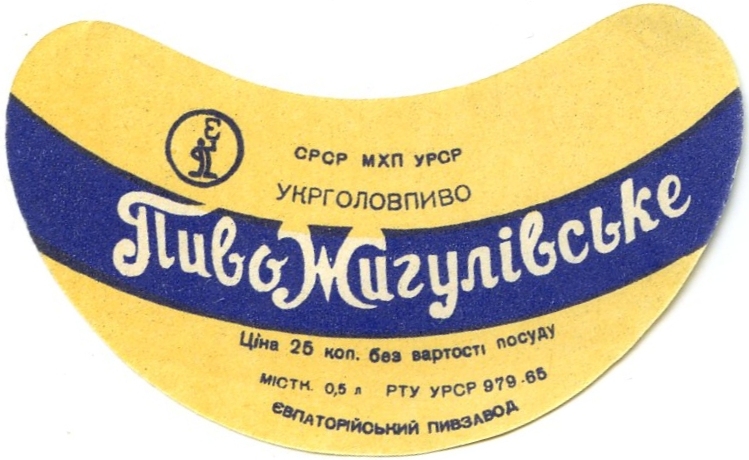 СРСР МХП УРСР
УКРГОЛОВПИВО
Пиво Жигулівське
Ціна 25 коп. без вартості посуду
МІСТК. 0,5 л РТУ УРСР 979-65
ЄВПАТОРІЙСЬКИЙ ПИВЗАВОД